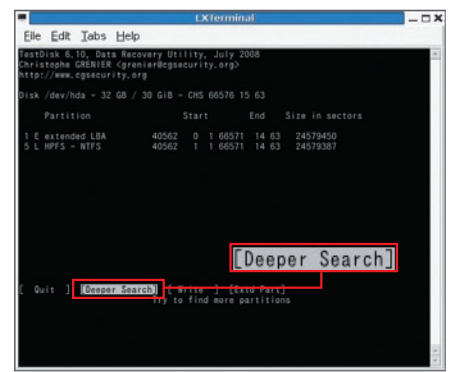 LXTerminal
File Edit Tabs Help
TestDisk 6.10, Data Recovery Utility, July 2008
Christophe GRENIER <grenier@cgsecurity.org>
http://www.cgsecurity.org
Disk /dev/hda - 32 GB / 30 GiB - CHS 66576 15 63
Partition Start End Size in sectors
1 E extended LBA 40562 0 1 66571 14 63 24579450
5 L HPFS - NTFS 40562 1 1 66571 14 63 24579387
[Deeper Search]
[ Quit ] [Deeper Search] [ Write ] [Extd Part]
Try to find more partitions